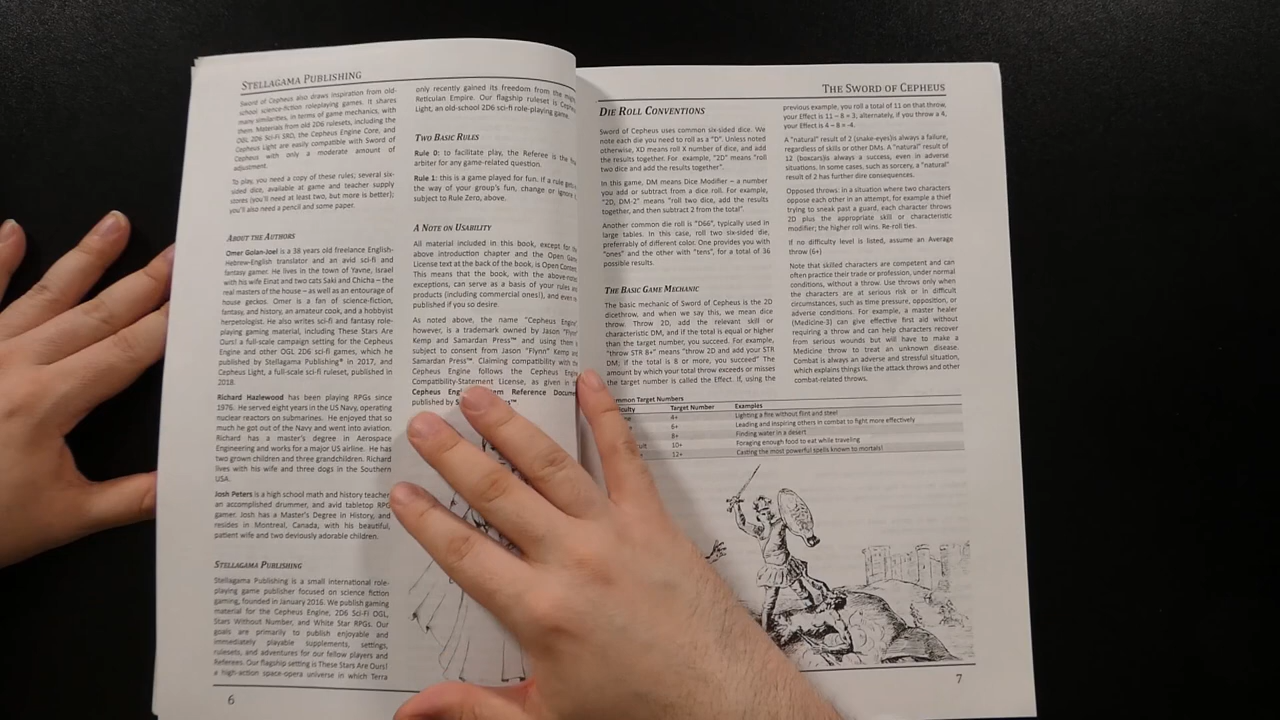 STELLAGAMA PUBLISHING
Sword of Cepheus also draws inspiration from old-
school science-fiction roleplaying games. It shares
many similarities, in terms of game mechanics, with
them. Materials from old 2D6 rulesets, including the
OGL 2D6 Sci-Fi SRD, the Cepheus Engine Core, and
Cepheus Light are easily compatible with Sword of
Cepheus with only a moderate amount of
adjustment.
To play, you need a copy of these rules; several six-
sided dice, available at game and teacher supply
stores (you'll need at least two, but more is better);
you'll also need a pencil and some paper.
ABOUT THE AUTHORS
Omer Golan-Joel is a 38 years old freelance English-
Hebrew-English translator and an avid sci-fi and
fantasy gamer. He lives in the town of Yavne, Israel
with his wife Einat and two cats Saki and Chicha – the
real masters of the house – as well as an entourage of
house geckos. Omer is a fan of science-fiction,
fantasy, and history, an amateur cook, and a hobbyist
herpetologist. He also writes sci-fi and fantasy role-
playing gaming material, including These Stars Are
Ours! a full-scale campaign setting for the Cepheus
Engine and other OGL 2D6 sci-fi games, which he
published by Stellagama Publishing* in 2017, and
Cepheus Light, a full-scale sci-fi ruleset, published in
2018.
Richard Hazlewood has been playing RPGs since
1976. He served eight years in the US Navy, operating
nuclear reactors on submarines. He enjoyed that so
much he got out of the Navy and went into aviation.
Richard has a master's degree in Aerospace
Engineering and works for a major US airline. He has
two grown children and three grandchildren. Richard
lives with his wife and three dogs in the Southern
USA.
Josh Peters is a high school math and history teacher,
an accomplished drummer, and avid tabletop RPG
gamer. Josh has a Master's Degree in History, and
resides in Montreal, Canada, with his beautiful,
patient wife and two deviously adorable children.
STELLAGAMA PUBLISHING
Stellagama Publishing is a small international role-
playing game publisher focused on science fiction
gaming, founded in January 2016. We publish gaming
material for the Cepheus Engine, 2D6 Sci-Fi OGL,
Stars Without Number, and White Star RPGs. Our
goals are primarily to publish enjoyable and
immediately playable supplements, settings,
rulesets, and adventures for our fellow players and
Referees. Our flagship setting is These Stars Are Ours!
a high-action space-opera universe in which Terra
only recently gained its freedom from the
Reticulan Empire. Our flagship ruleset is Cepheus
Light, an old-school 2D6 sci-fi role-playing game.
TWO BASIC RULES
Rule 0: to facilitate play, the Referee is the
arbiter for any game-related question.
Rule 1: this is a game played for fun. If a rule gets
the way of your group's fun, change or ignore
subject to Rule Zero, above.
A NOTE ON USABILITY
All material included in this book, except for
above introduction chapter and the Open
License text at the back of the book, is Open
This means that the book, with the above-
exceptions, can serve as a basis for your rules
products (including commercial ones!), and
published if you so desire.
As noted above, the name "Cepheus Engine"
however, is a trademark owned by Jason "Flynn"
Kemp and Samardan Press™ and using them
subject to consent from Jason "Flynn" Kemp
Samardan Press™. Claiming compatibility with
Cepheus Engine follows the Cepheus
Compatibility-Statement License, as given in
Cepheus Reference
published by
6
THE SWORD OF CEPHEUS
DIE ROLL CONVENTIONS
Sword of Cepheus uses common six-sided dice. We
note each die you need to roll as a "D". Unless noted
otherwise, XD means roll X number of dice, and add
the results together. For example, "2D" means "roll
two dice and add the results together".
In this game, DM means Dice Modifier – a number
you add or subtract from a dice roll. For example,
"2D, DM-2" means "roll two dice, add the results
together, and then subtract 2 from the total".
Another common die roll is "D66", typically used in
large tables. In this case, roll two six-sided die,
preferrably of different color. One provides you with
"ones" and the other with "tens", for a total of 36
possible results.
THE BASIC GAME MECHANIC
The basic mechanic of Sword of Cepheus is the 2D
dicethrow, and when we say this, we mean dice
throw. Throw 2D, add the relevant skill or
characteristic DM, and if the total is equal or higher
than the target number, you succeed. For example,
"throw STR 8+" means "throw 2D and add your STR
DM; if the total is 8 or more, you succeed" The
amount by which your total throw exceeds or misses
the target number is called the Effect. If, using the
previous example, you roll a total of 11 on that throw,
your Effect is 11 – 8 = 3; alternately, if you throw a 4,
your Effect is 4 – 8 = -4.
A "natural" result of 2 (snake-eyes)is always a failure,
regardless of skills or other DMs. A "natural" result of
12 (boxcars)is always a success, even in adverse
situations. In some cases, such as sorcery, a "natural"
result of 2 has further dire consequences.
Opposed throws: in a situation where two characters
oppose each other in an attempt, for example a thief
trying to sneak past a guard, each character throws
2D plus the appropriate skill or characteristic
modifier; the higher roll wins. Re-roll ties.
If no difficulty level is listed, assume an Average
throw (6+)
Note that skilled characters are competent and can
often practice their trade or profession, under normal
conditions, without a throw. Use throws only when
the characters are at serious risk or in difficult
circumstances, such as time pressure, opposition, or
adverse conditions. For example, a master healer
(Medicine-3) can give effective first aid without
requiring a throw and can help characters recover
from serious wounds but will have to make a
Medicine throw to treat an unknown disease.
Combat is always an adverse and stressful situation,
which explains things like the attack throws and other
combat-related throws.
Target Numbers
Target Number Examples
4+ Lighting a fire without flint and steel
6+ Leading and inspiring others in combat to fight more effectively
8+ Finding water in a desert
10+ Foraging enough food to eat while traveling
12+ Casting the most powerful spells known to mortals!
7